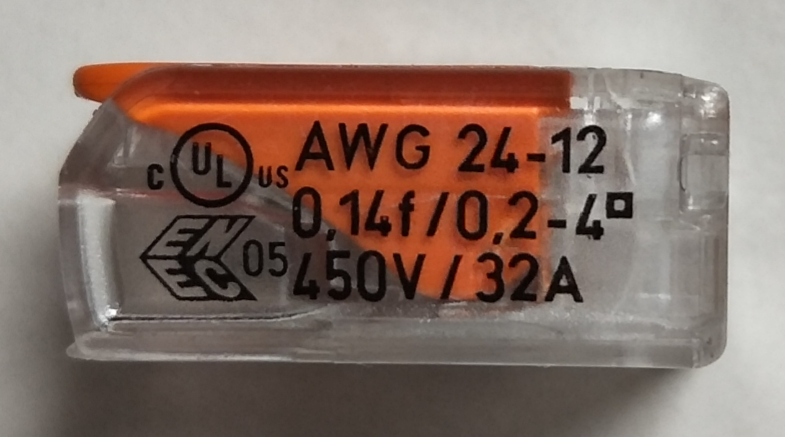 c UL us AWG 24-12
0,14f/0,2-4□
ENEC 05 450V/32A